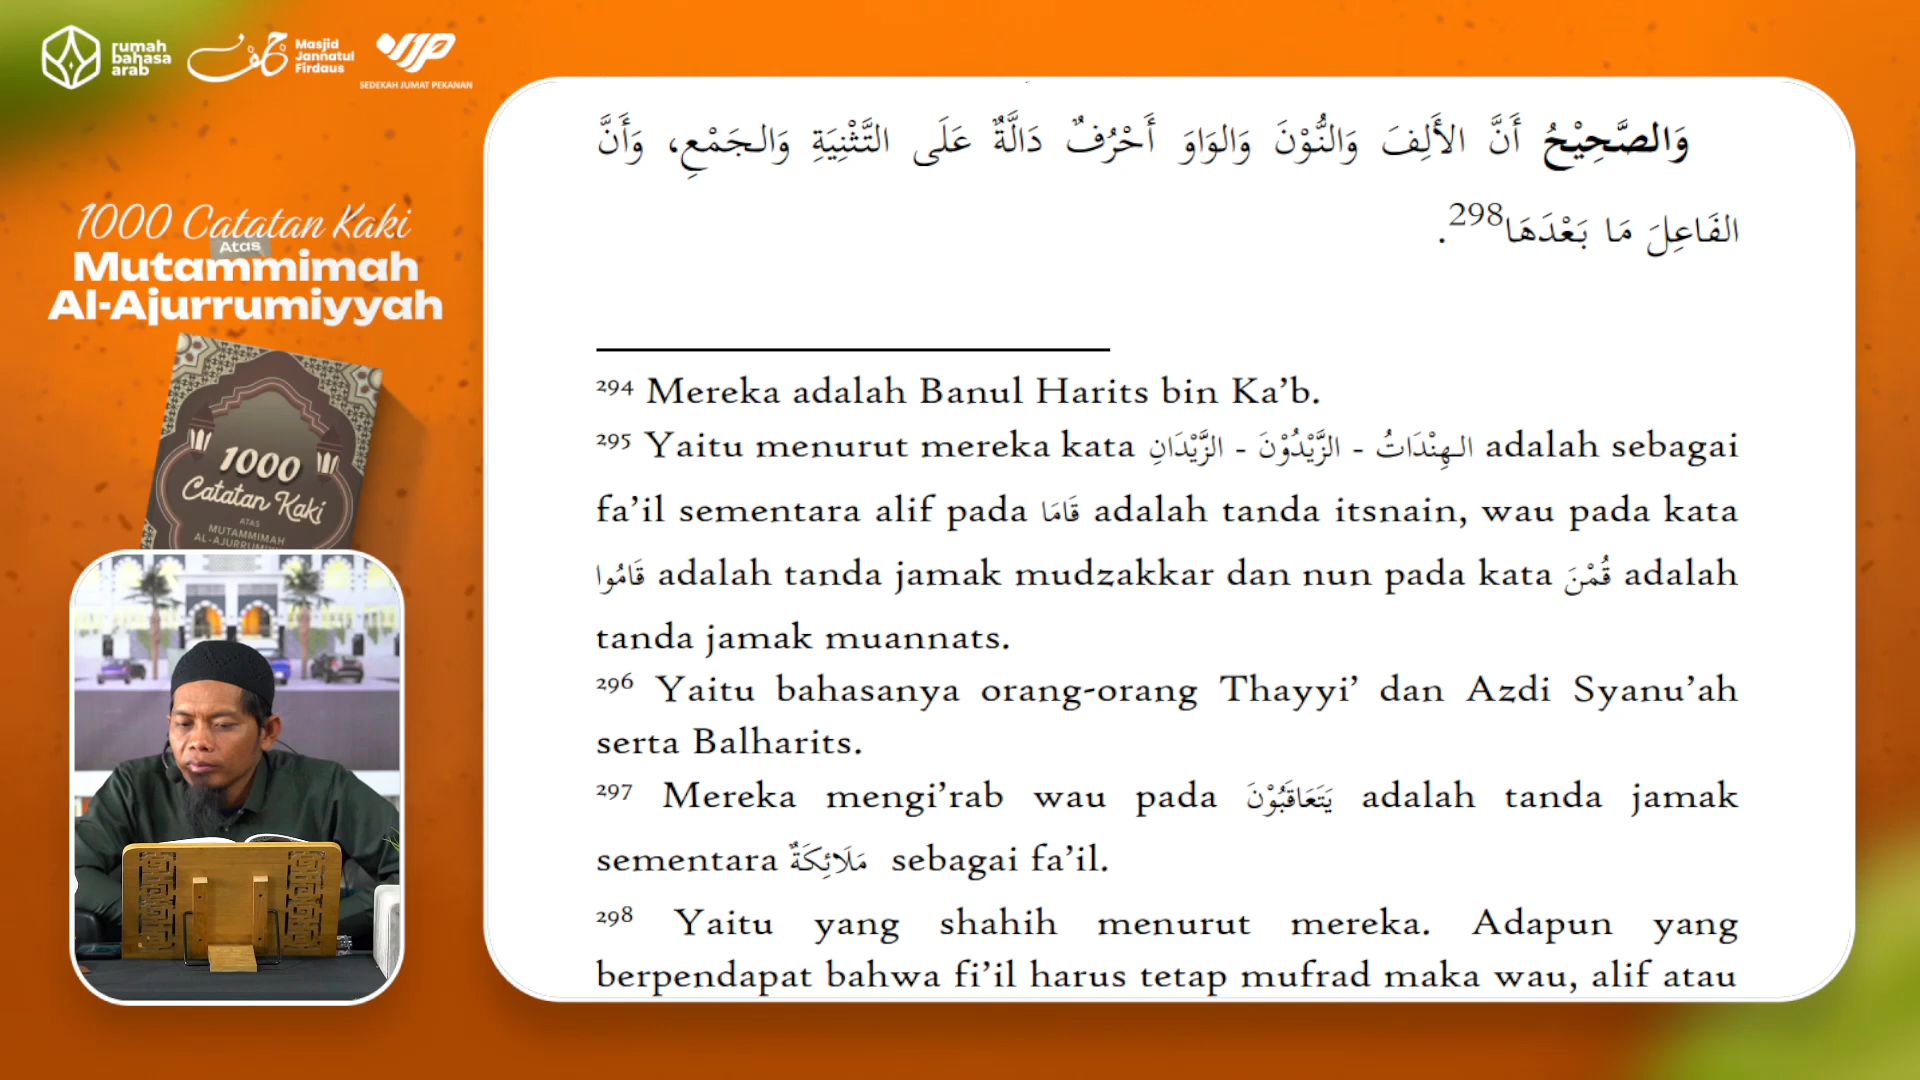 rumah
bahasa
arab
Masjid
Jannatul
Firdaus
VJP
SEDEKAH JUMAT PEKANAN
1000 Catatan Kaki
Atas
Mutammimah
Al-Ajurrumiyyah
1000
Catatan Kaki
ATAS
MUTAMMIMAH
وَالصَّحِيْحُ أَنَّ الأَلِفَ وَالنُّوْنَ وَالوَاوَ أَحْرُفٌ دَالَّةٌ عَلَى التَّثْنِيَةِ وَالجَمْعِ، وَأَنَّ
الفَاعِلَ مَا بَعْدَهَا298.
294 Mereka adalah Banul Harits bin Ka’b.
295 Yaitu menurut mereka kata الهِنْدَاتُ - الزَّيْدُوْنَ - الزَّيْدَانِ adalah sebagai
fa’il sementara alif pada قَامَا adalah tanda itsnain, wau pada kata
قَامُوا adalah tanda jamak mudzakkar dan nun pada kata قُمْنَ adalah
tanda jamak muannats.
296 Yaitu bahasanya orang-orang Thayyi’ dan Azdi Syanu’ah
serta Balharits.
297 Mereka mengi’rab wau pada يَتَعَاقَبُوْنَ adalah tanda jamak
sementara مَلَائِكَةٌ sebagai fa’il.
298 Yaitu yang shahih menurut mereka. Adapun yang
berpendapat bahwa fi’il harus tetap mufrad maka wau, alif atau